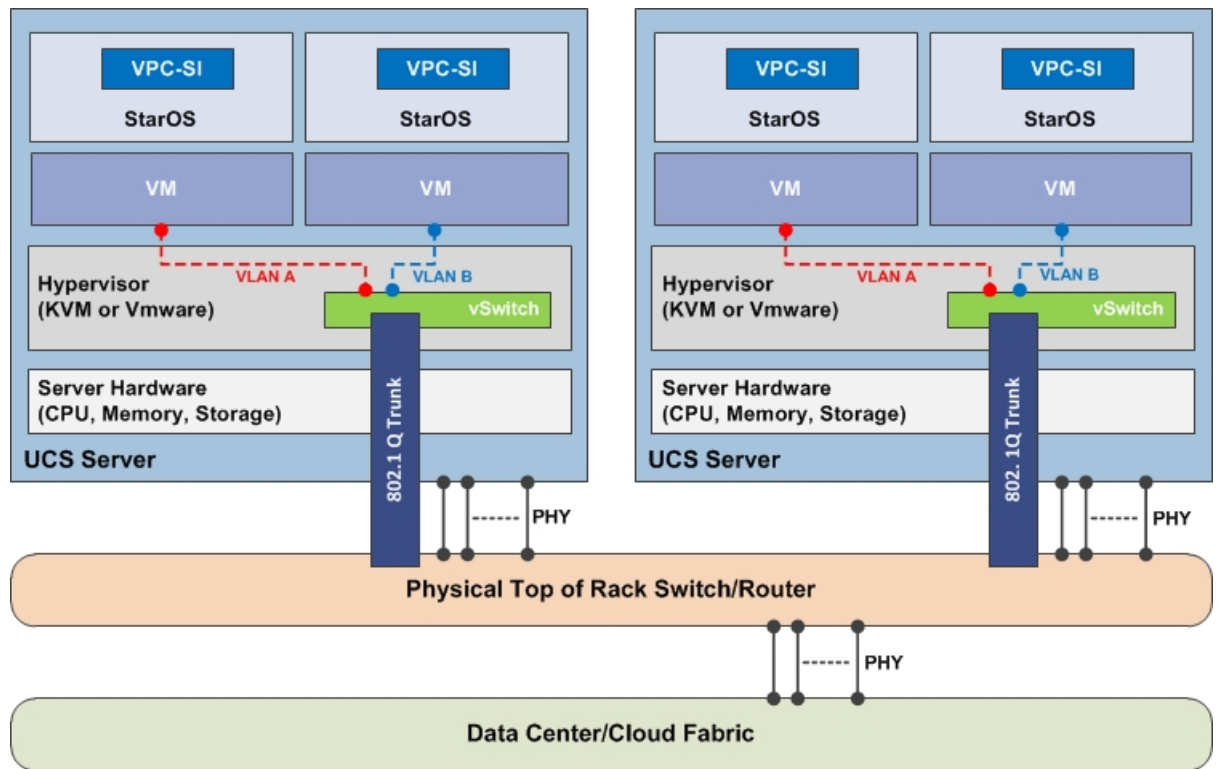 VPC-SI
StarOS
VPC-SI
StarOS
VM
VM
VLAN A
VLAN B
Hypervisor
(KVM or Vmware)
vSwitch
Server Hardware
(CPU, Memory, Storage)
802.1 Q Trunk
UCS Server
PHY
VPC-SI
StarOS
VPC-SI
StarOS
VM
VM
VLAN A
VLAN B
Hypervisor
(KVM or Vmware)
vSwitch
Server Hardware
(CPU, Memory, Storage)
802. 1Q Trunk
UCS Server
PHY
Physical Top of Rack Switch/Router
PHY
Data Center/Cloud Fabric